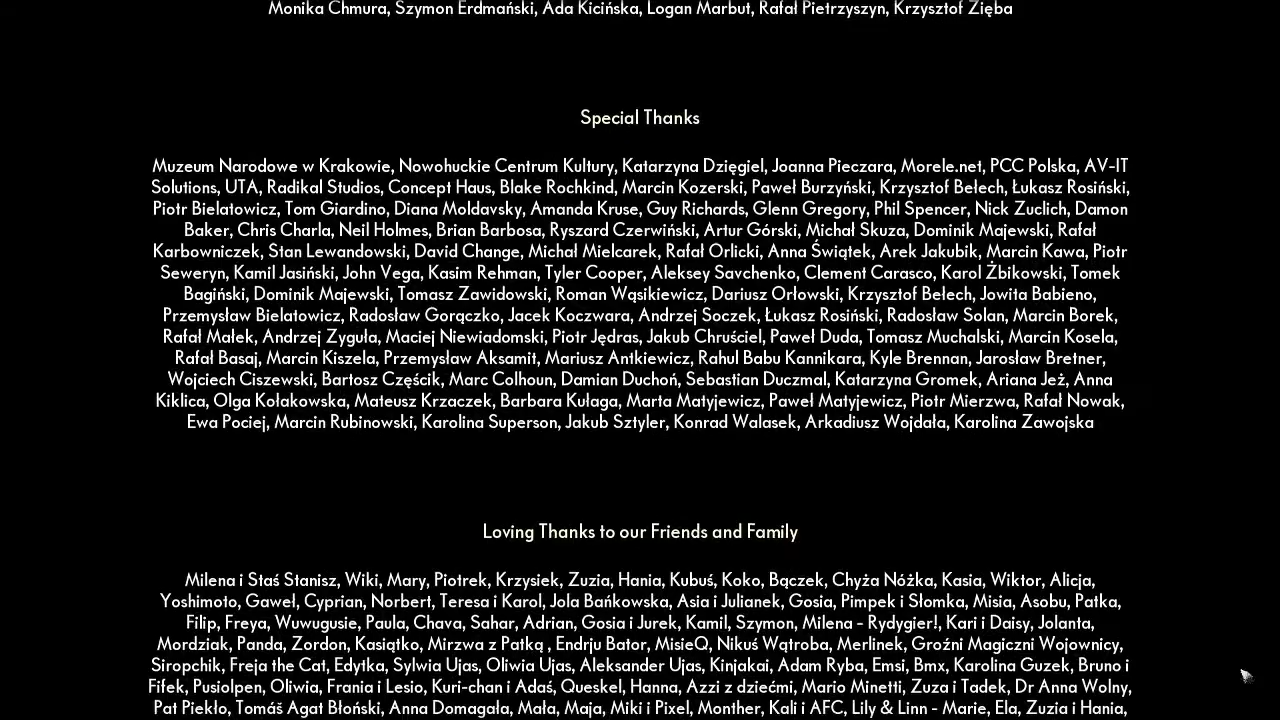 Monika Chmura, Szymon Erdmański, Ada Kicińska, Logan Marbut, Rafał Pietrzyszyn, Krzysztof Zięba
Special Thanks
Muzeum Narodowe w Krakowie, Nowohuckie Centrum Kultury, Katarzyna Dzięgiel, Joanna Pieczara, Morele.net, PCC Polska, AV-IT
Solutions, UTA, Radikal Studios, Concept Haus, Blake Rochkind, Marcin Kozerski, Paweł Burzyński, Krzysztof Bełech, Łukasz Rosiński,
Piotr Bielatowicz, Tom Giardino, Diana Moldavsky, Amanda Kruse, Guy Richards, Glenn Gregory, Phil Spencer, Nick Zuclich, Damon
Baker, Chris Charla, Neil Holmes, Brian Barbosa, Ryszard Czerwiński, Artur Górski, Michał Skuza, Dominik Majewski, Rafał
Karbowniczek, Stan Lewandowski, David Change, Michał Mielcarek, Rafał Orlicki, Anna Świątek, Arek Jakubik, Marcin Kawa, Piotr
Seweryn, Kamil Jasiński, John Vega, Kasim Rehman, Tyler Cooper, Aleksey Savchenko, Clement Carasco, Karol Żbikowski, Tomek
Bagiński, Dominik Majewski, Tomasz Zawidowski, Roman Wąsikiewicz, Dariusz Orłowski, Krzysztof Bełech, Jowita Babieno,
Przemysław Bielatowicz, Radosław Gorączko, Jacek Koczwara, Andrzej Soczek, Łukasz Rosiński, Radosław Solan, Marcin Borek,
Rafał Małek, Andrzej Zyguła, Maciej Niewiadomski, Piotr Jędras, Jakub Chruściel, Paweł Duda, Tomasz Muchalski, Marcin Kosela,
Rafał Basaj, Marcin Kiszela, Przemysław Aksamit, Mariusz Antkiewicz, Rahul Babu Kannikara, Kyle Brennan, Jarosław Bretner,
Wojciech Ciszewski, Bartosz Częścik, Marc Colhoun, Damian Duchoń, Sebastian Duczmal, Katarzyna Gromek, Ariana Jeż, Anna
Kiklica, Olga Kołakowska, Mateusz Krzaczek, Barbara Kułaga, Marta Matyjewicz, Paweł Matyjewicz, Piotr Mierzwa, Rafał Nowak,
Ewa Pociej, Marcin Rubinowski, Karolina Superson, Jakub Sztyler, Konrad Walasek, Arkadiusz Wojdała, Karolina Zawojska
Loving Thanks to our Friends and Family
Milena i Staś Stanisz, Wiki, Mary, Piotrek, Krzysiek, Zuzia, Hania, Kubuś, Koko, Bączek, Chyża Nóżka, Kasia, Wiktor, Alicja,
Yoshimoto, Gaweł, Cyprian, Norbert, Teresa i Karol, Jola Bańkowska, Asia i Julianek, Gosia, Pimpek i Słomka, Misia, Asobu, Patka,
Filip, Freya, Wuwugusie, Paula, Chava, Sahar, Adrian, Gosia i Jurek, Kamil, Szymon, Milena - Rydygier!, Kari i Daisy, Jolanta,
Mordziak, Panda, Zordon, Kasiątko, Mirzwa z Patką , Endrju Bator, MisieQ, Nikuś Wątroba, Merlinek, Groźni Magiczni Wojownicy,
Siropchik, Freja the Cat, Edytka, Sylwia Ujas, Oliwia Ujas, Aleksander Ujas, Kinjakai, Adam Ryba, Emsi, Bmx, Karolina Guzek, Bruno i
Fifek, Pusiolpen, Oliwia, Frania i Lesio, Kuri-chan i Adaś, Queskel, Hanna, Azzi z dziećmi, Mario Minetti, Zuza i Tadek, Dr Anna Wolny,
Pat Piekło, Tomáš Agat Błoński, Anna Domagała, Mała, Maja, Miki i Pixel, Monther, Kali i AFC, Lily & Linn - Marie, Ela, Zuzia i Hania,